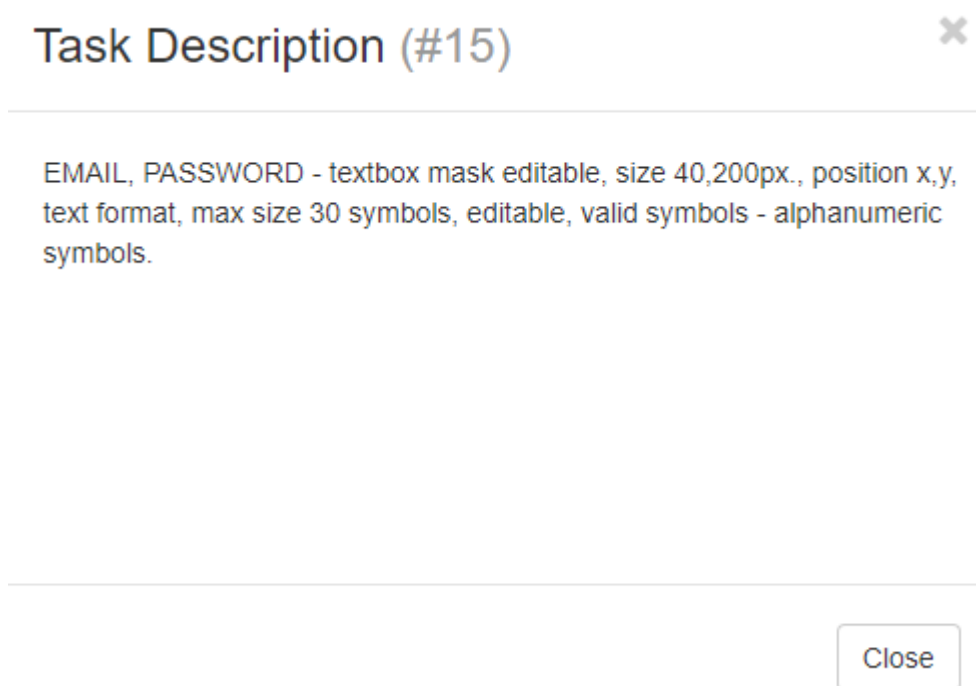 Task Description (#15)
EMAIL, PASSWORD - textbox mask editable, size 40,200px., position x,y,
text format, max size 30 symbols, editable, valid symbols - alphanumeric
symbols.
Close